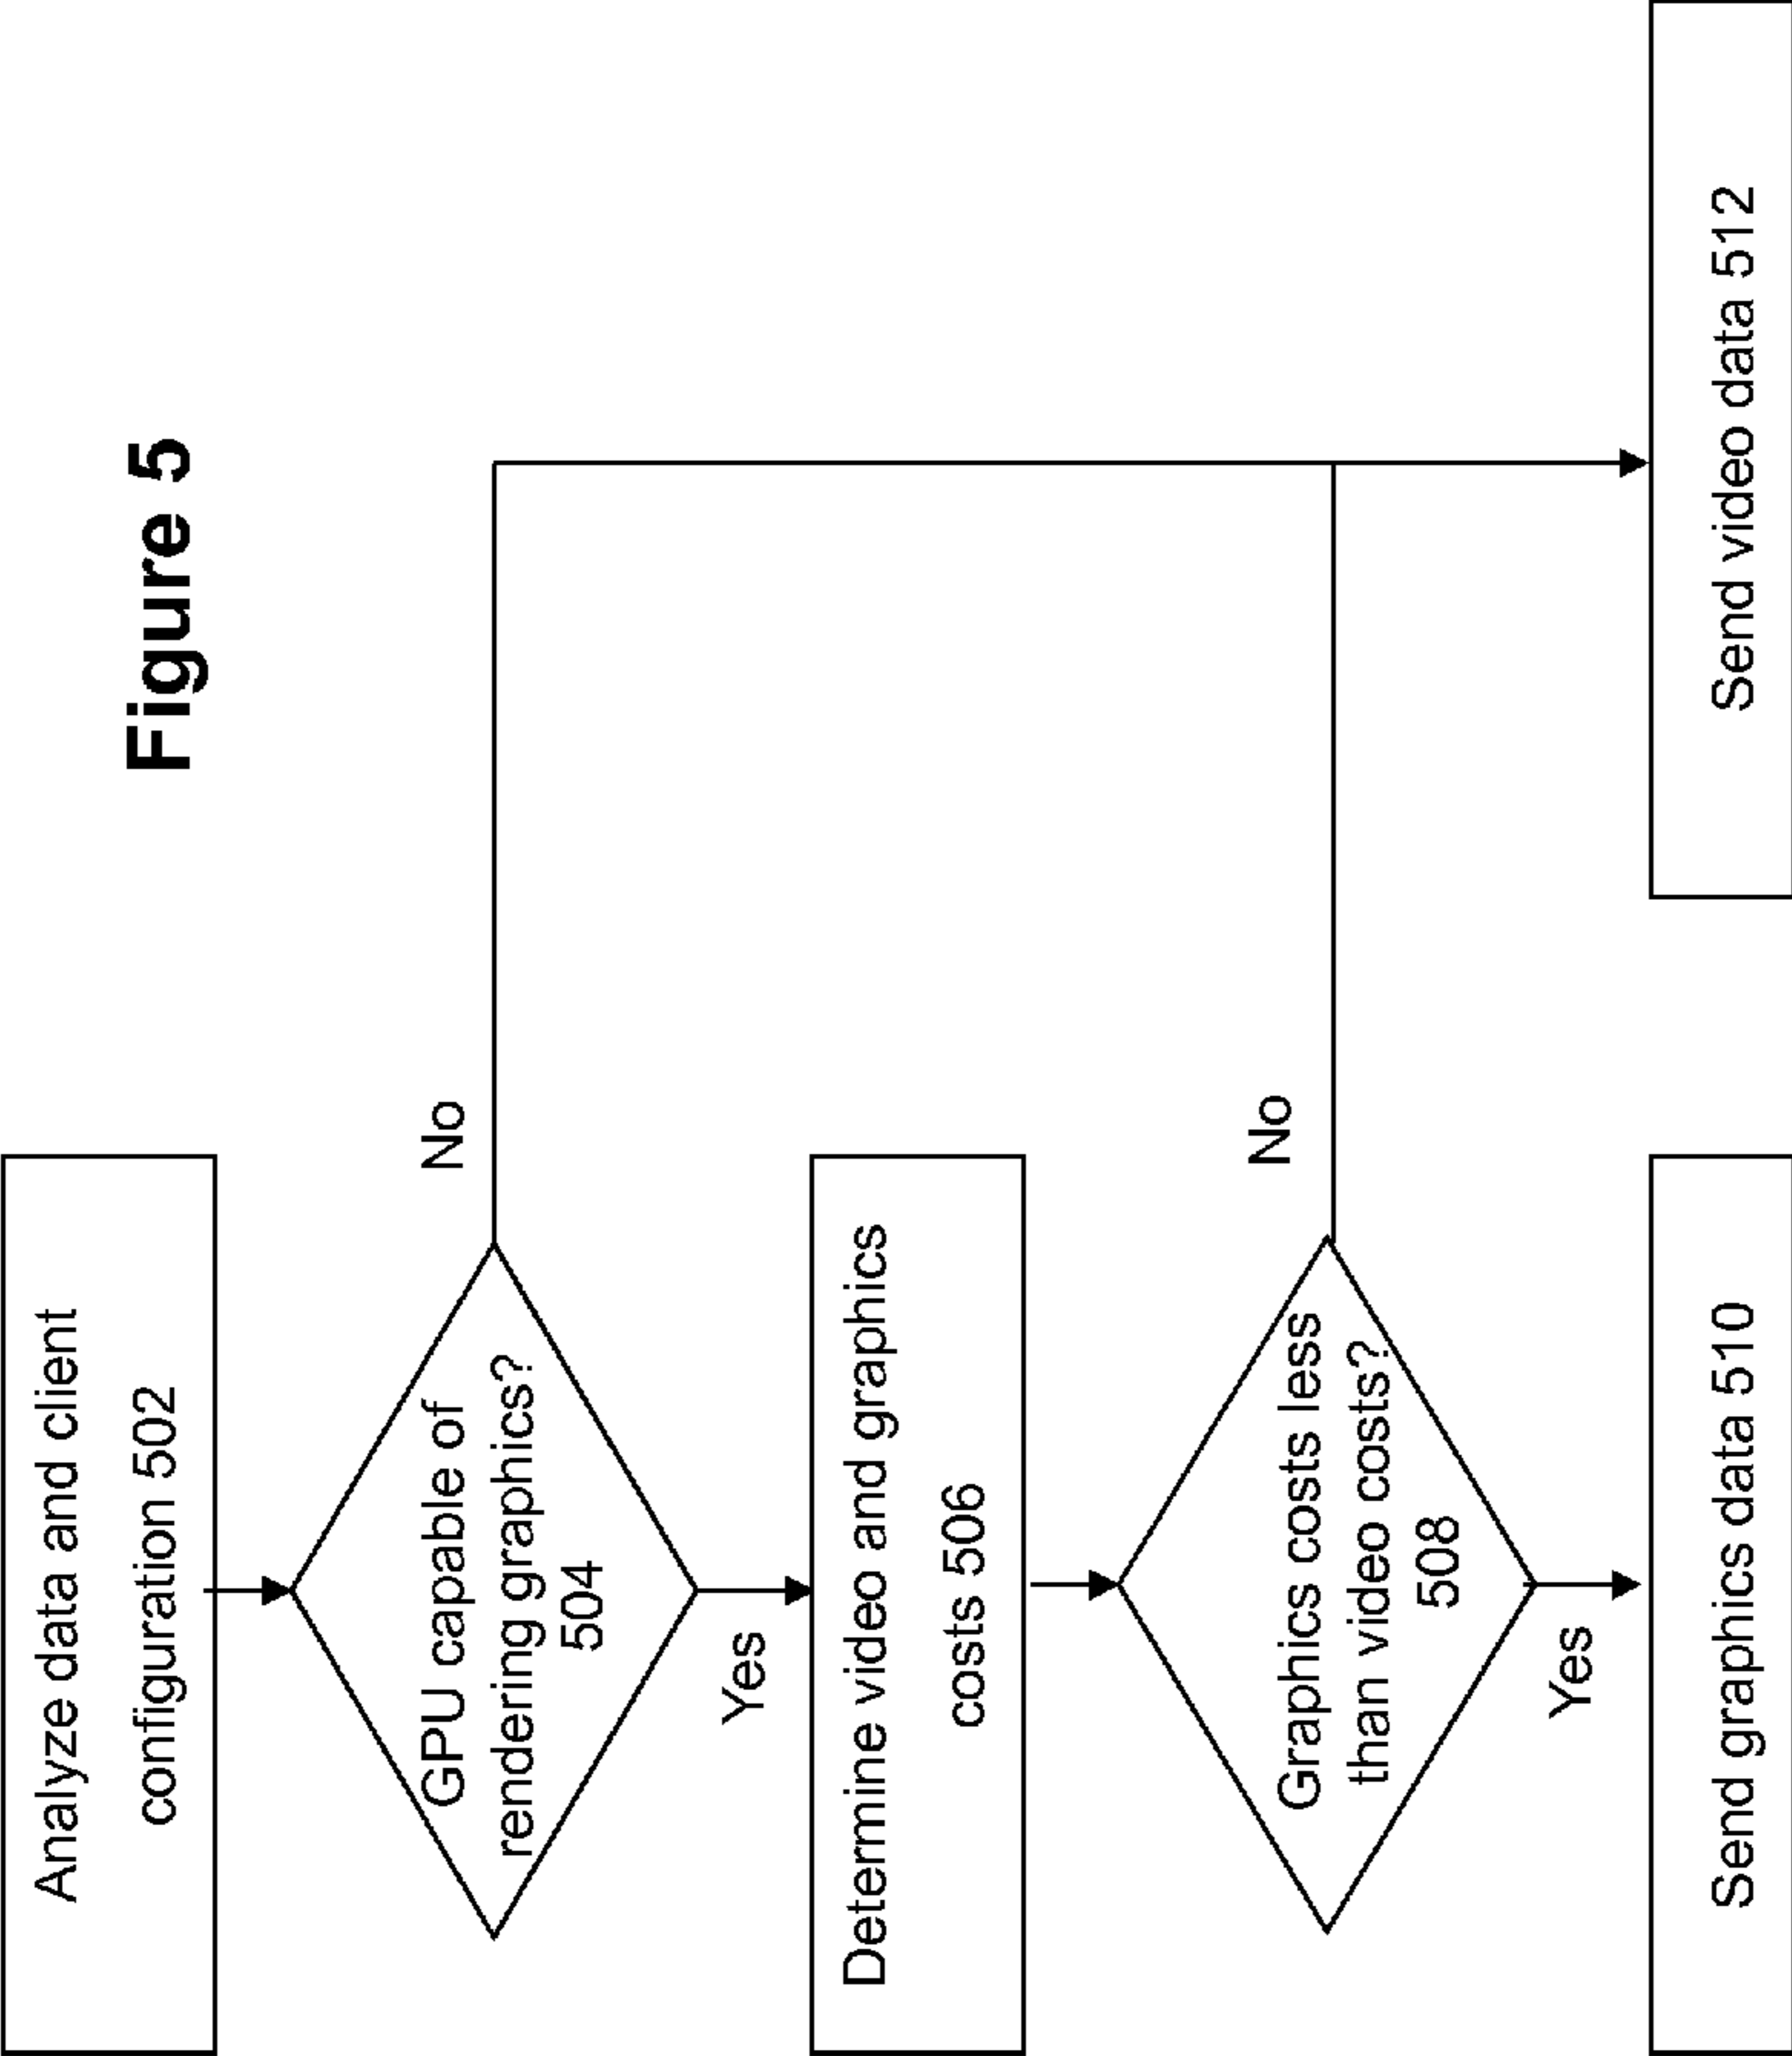 Figure 5
Analyze data and client
configuration 502
GPU capable of
rendering graphics?
504
No
Yes
Determine video and graphics
costs 506
Graphics costs less
than video costs?
508
No
Yes
Send graphics data 510
Send video data 512